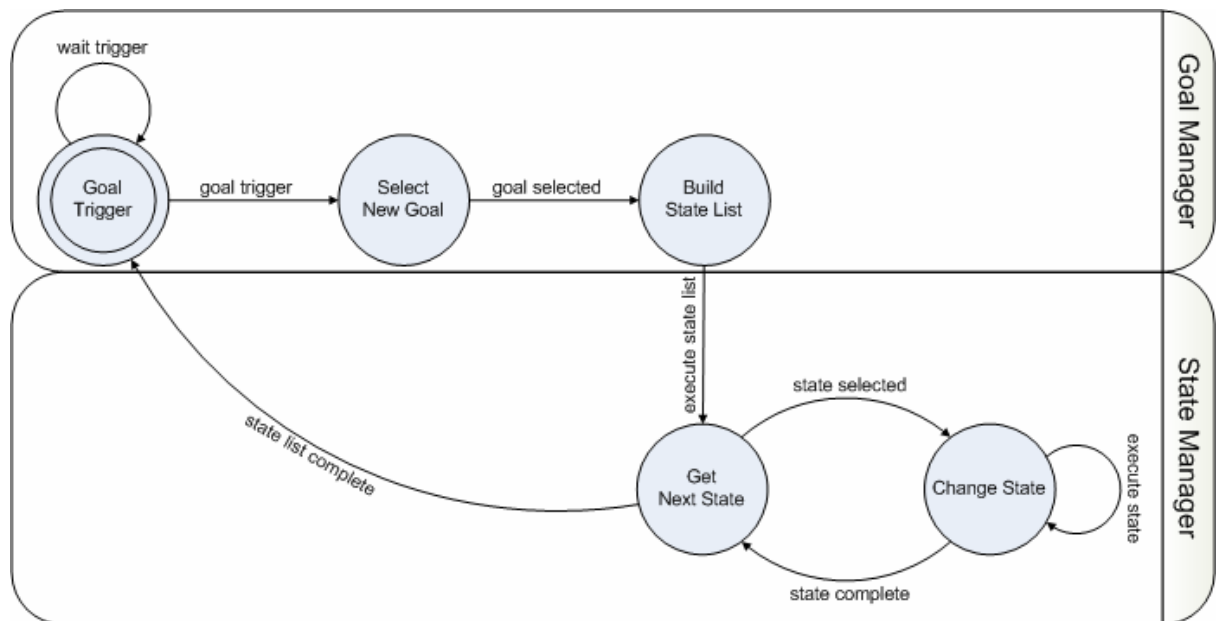 wait trigger
Goal
Trigger
goal trigger
Select
New Goal
goal selected
Build
State List
Goal Manager
execute state list
state list complete
Get
Next State
state selected
Change State
execute state
state complete
State Manager